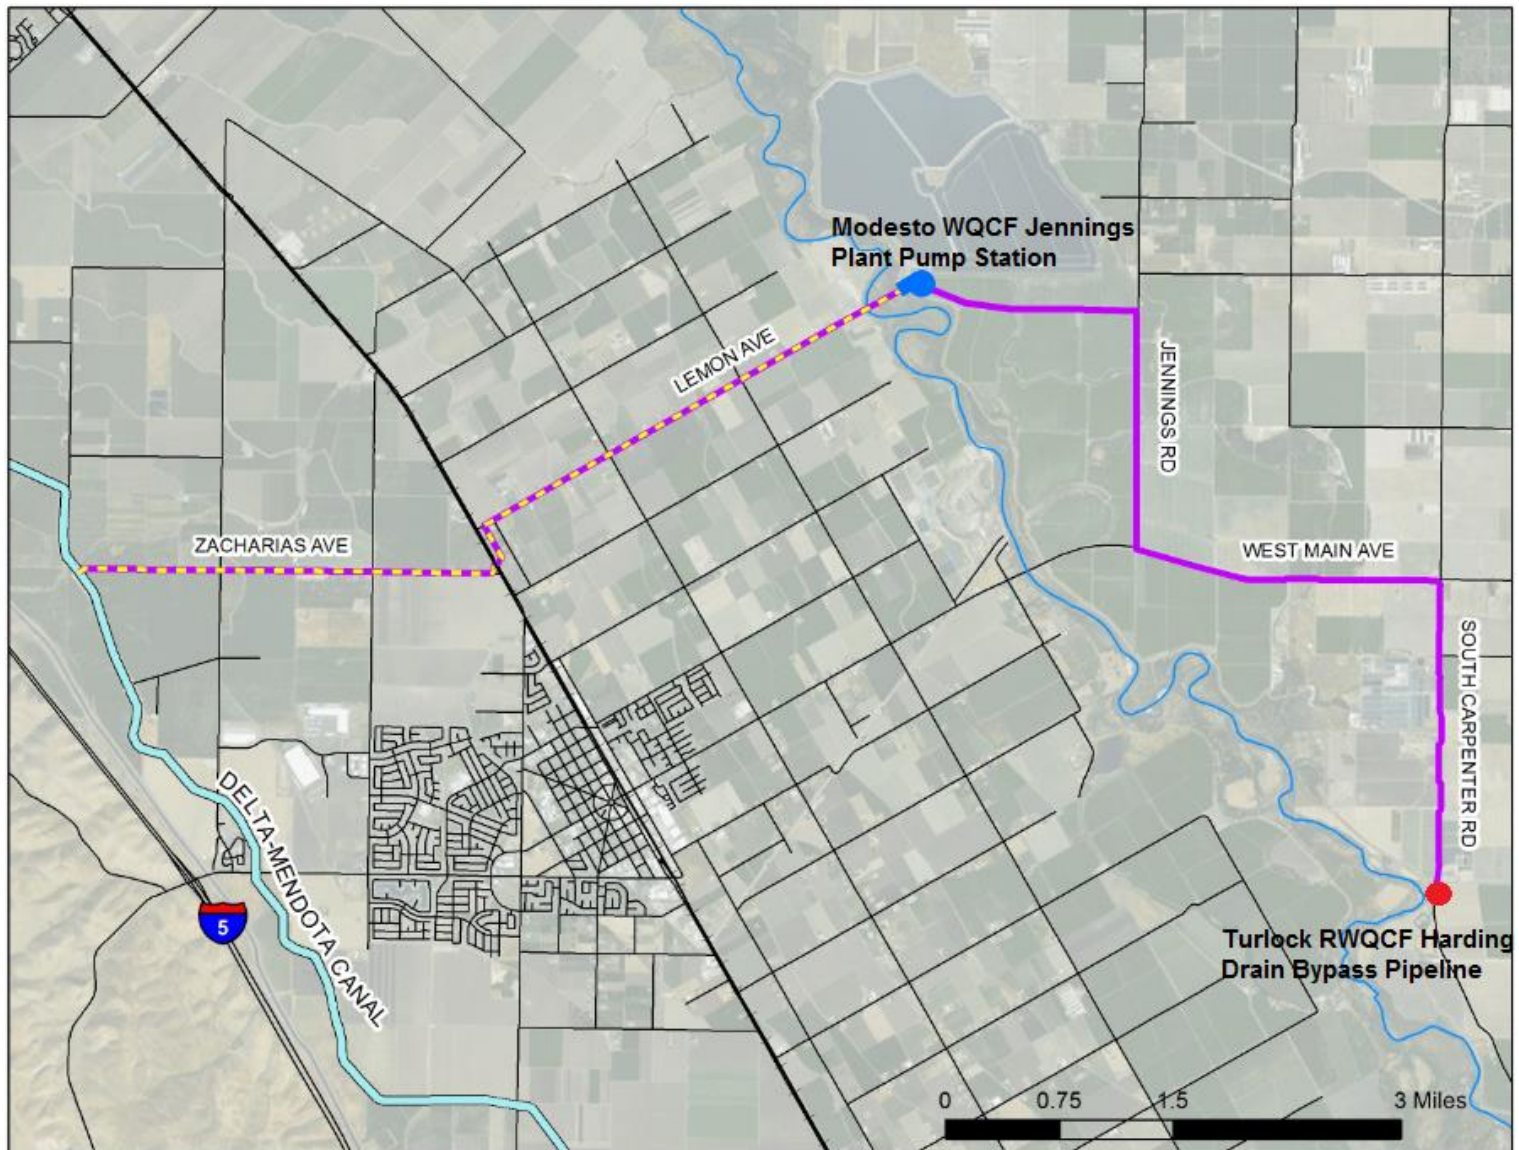 Modesto WQCF Jennings
Plant Pump Station
LEMON AVE
JENNINGS RD
ZACHARIAS AVE
WEST MAIN AVE
SOUTH CARPENTER RD
DELTA-MENDOTA CANAL
5
Turlock RWQCF Harding
Drain Bypass Pipeline
0 0.75 1.5 3 Miles